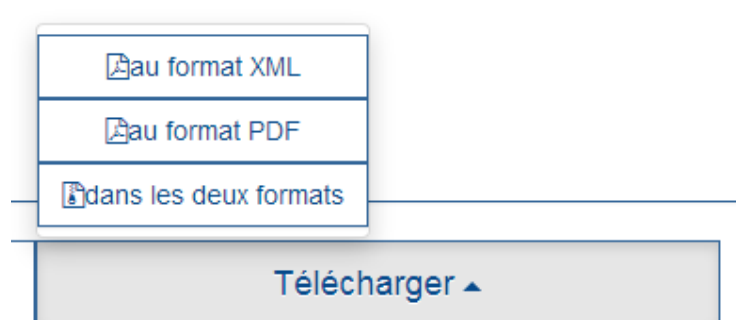 au format XML
au format PDF
dans les deux formats
Télécharger